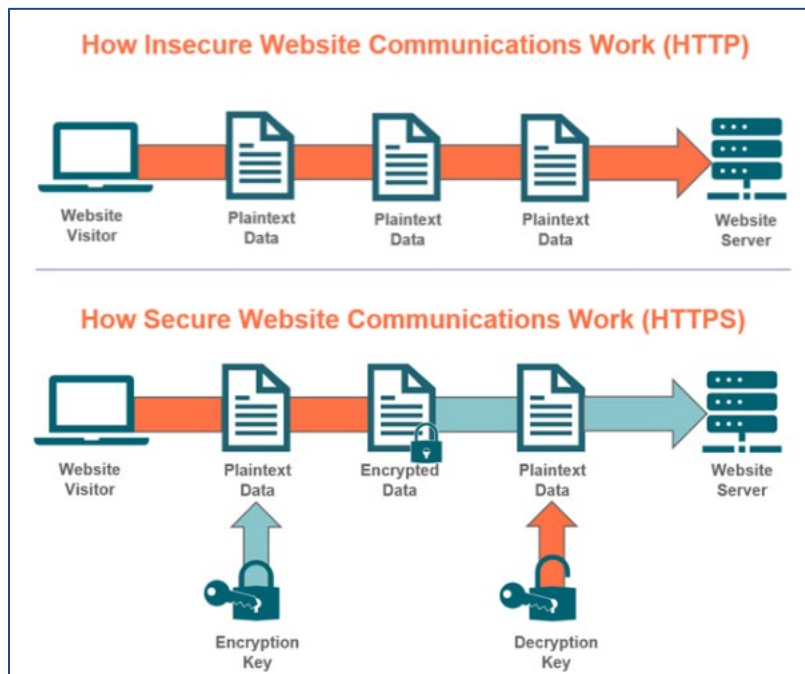 How Insecure Website Communications Work (HTTP)
Website
Visitor
Plaintext
Data
Plaintext
Data
Plaintext
Data
Website
Server
How Secure Website Communications Work (HTTPS)
Website
Visitor
Plaintext
Data
Encrypted
Data
Plaintext
Data
Website
Server
Encryption
Key
Decryption
Key